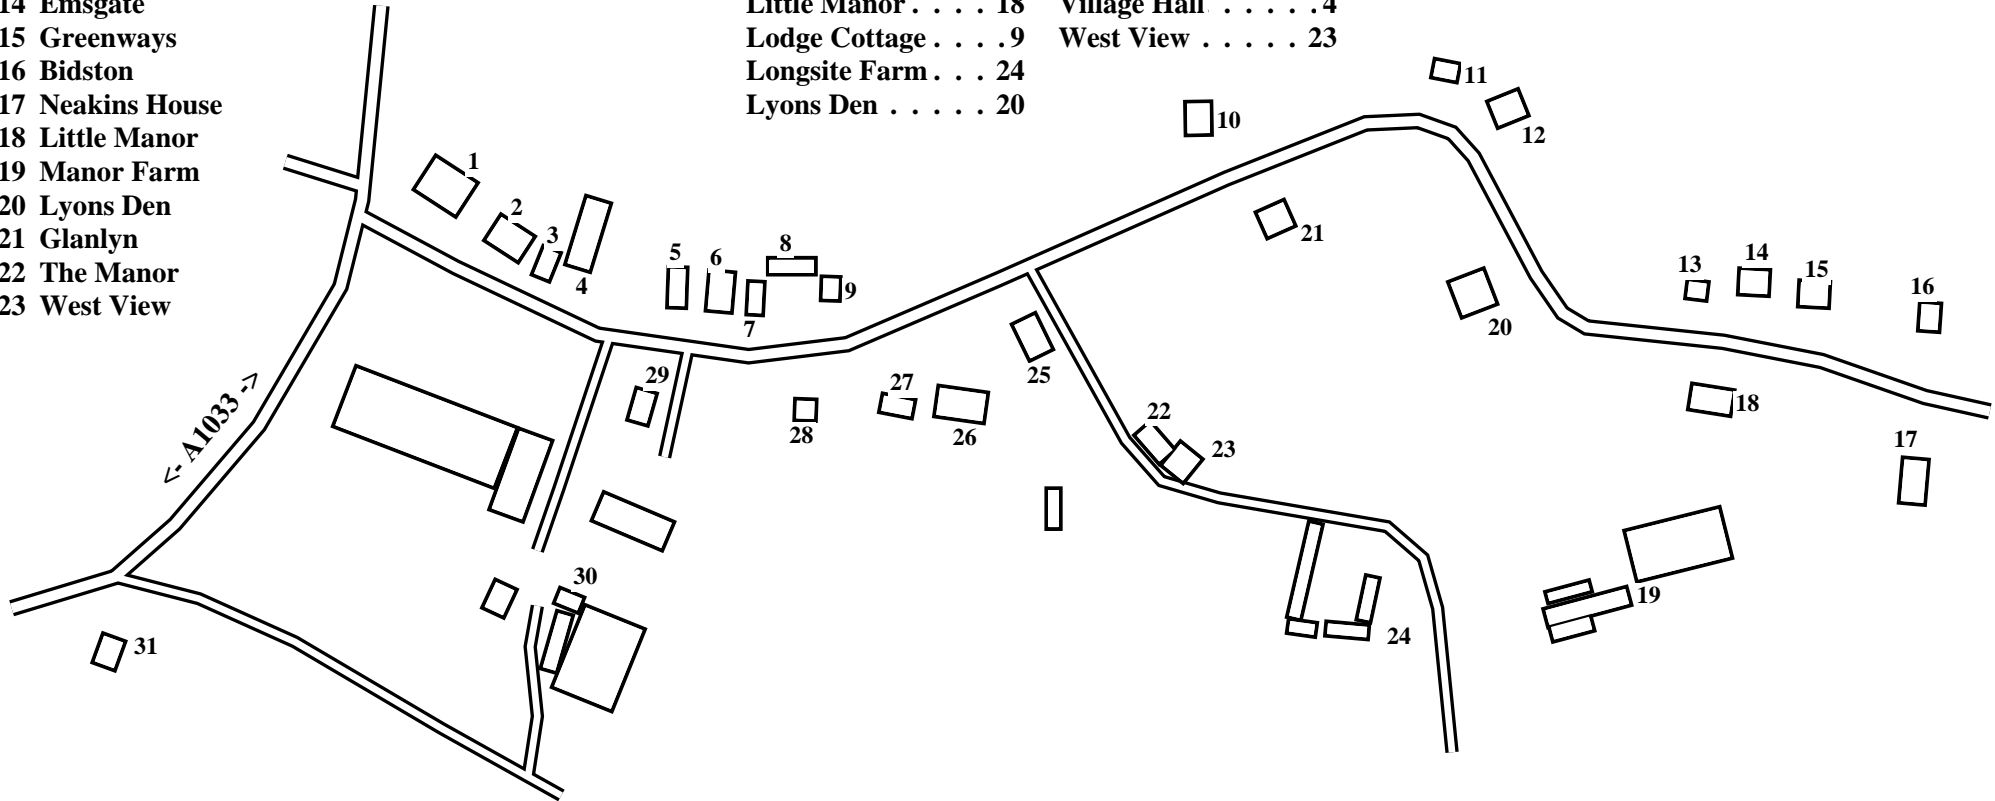 14 Emsgate
15 Greenways
16 Bidston
17 Neakins House
18 Little Manor
19 Manor Farm
20 Lyons Den
21 Glanlyn
22 The Manor
23 West View
Little Manor . . . . 18
Lodge Cottage . . . . 9
Longsite Farm . . . 24
Lyons Den . . . . . 20
Village Hall . . . . . . 4
West View . . . . . 23
<- A1033 ->
1
2
3
4
5
6
7
8
9
10
11
12
13
14
15
16
17
18
19
20
21
22
23
24
25
26
27
28
29
30
31